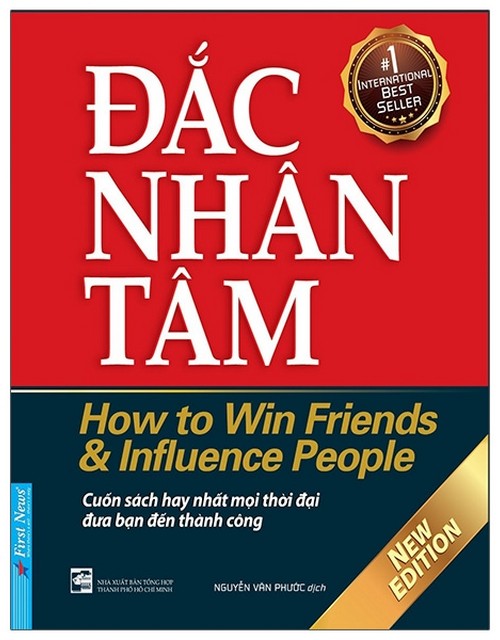 #1
INTERNATIONAL
BEST
SELLER
ĐẮC
NHÂN
TÂM
How to Win Friends
& Influence People
Cuốn sách hay nhất mọi thời đại
đưa bạn đến thành công
NEW
EDITION
First News
NHÀ XUẤT BẢN TỔNG HỢP
THÀNH PHỐ HỒ CHÍ MINH
NGUYỄN VĂN PHƯỚC dịch